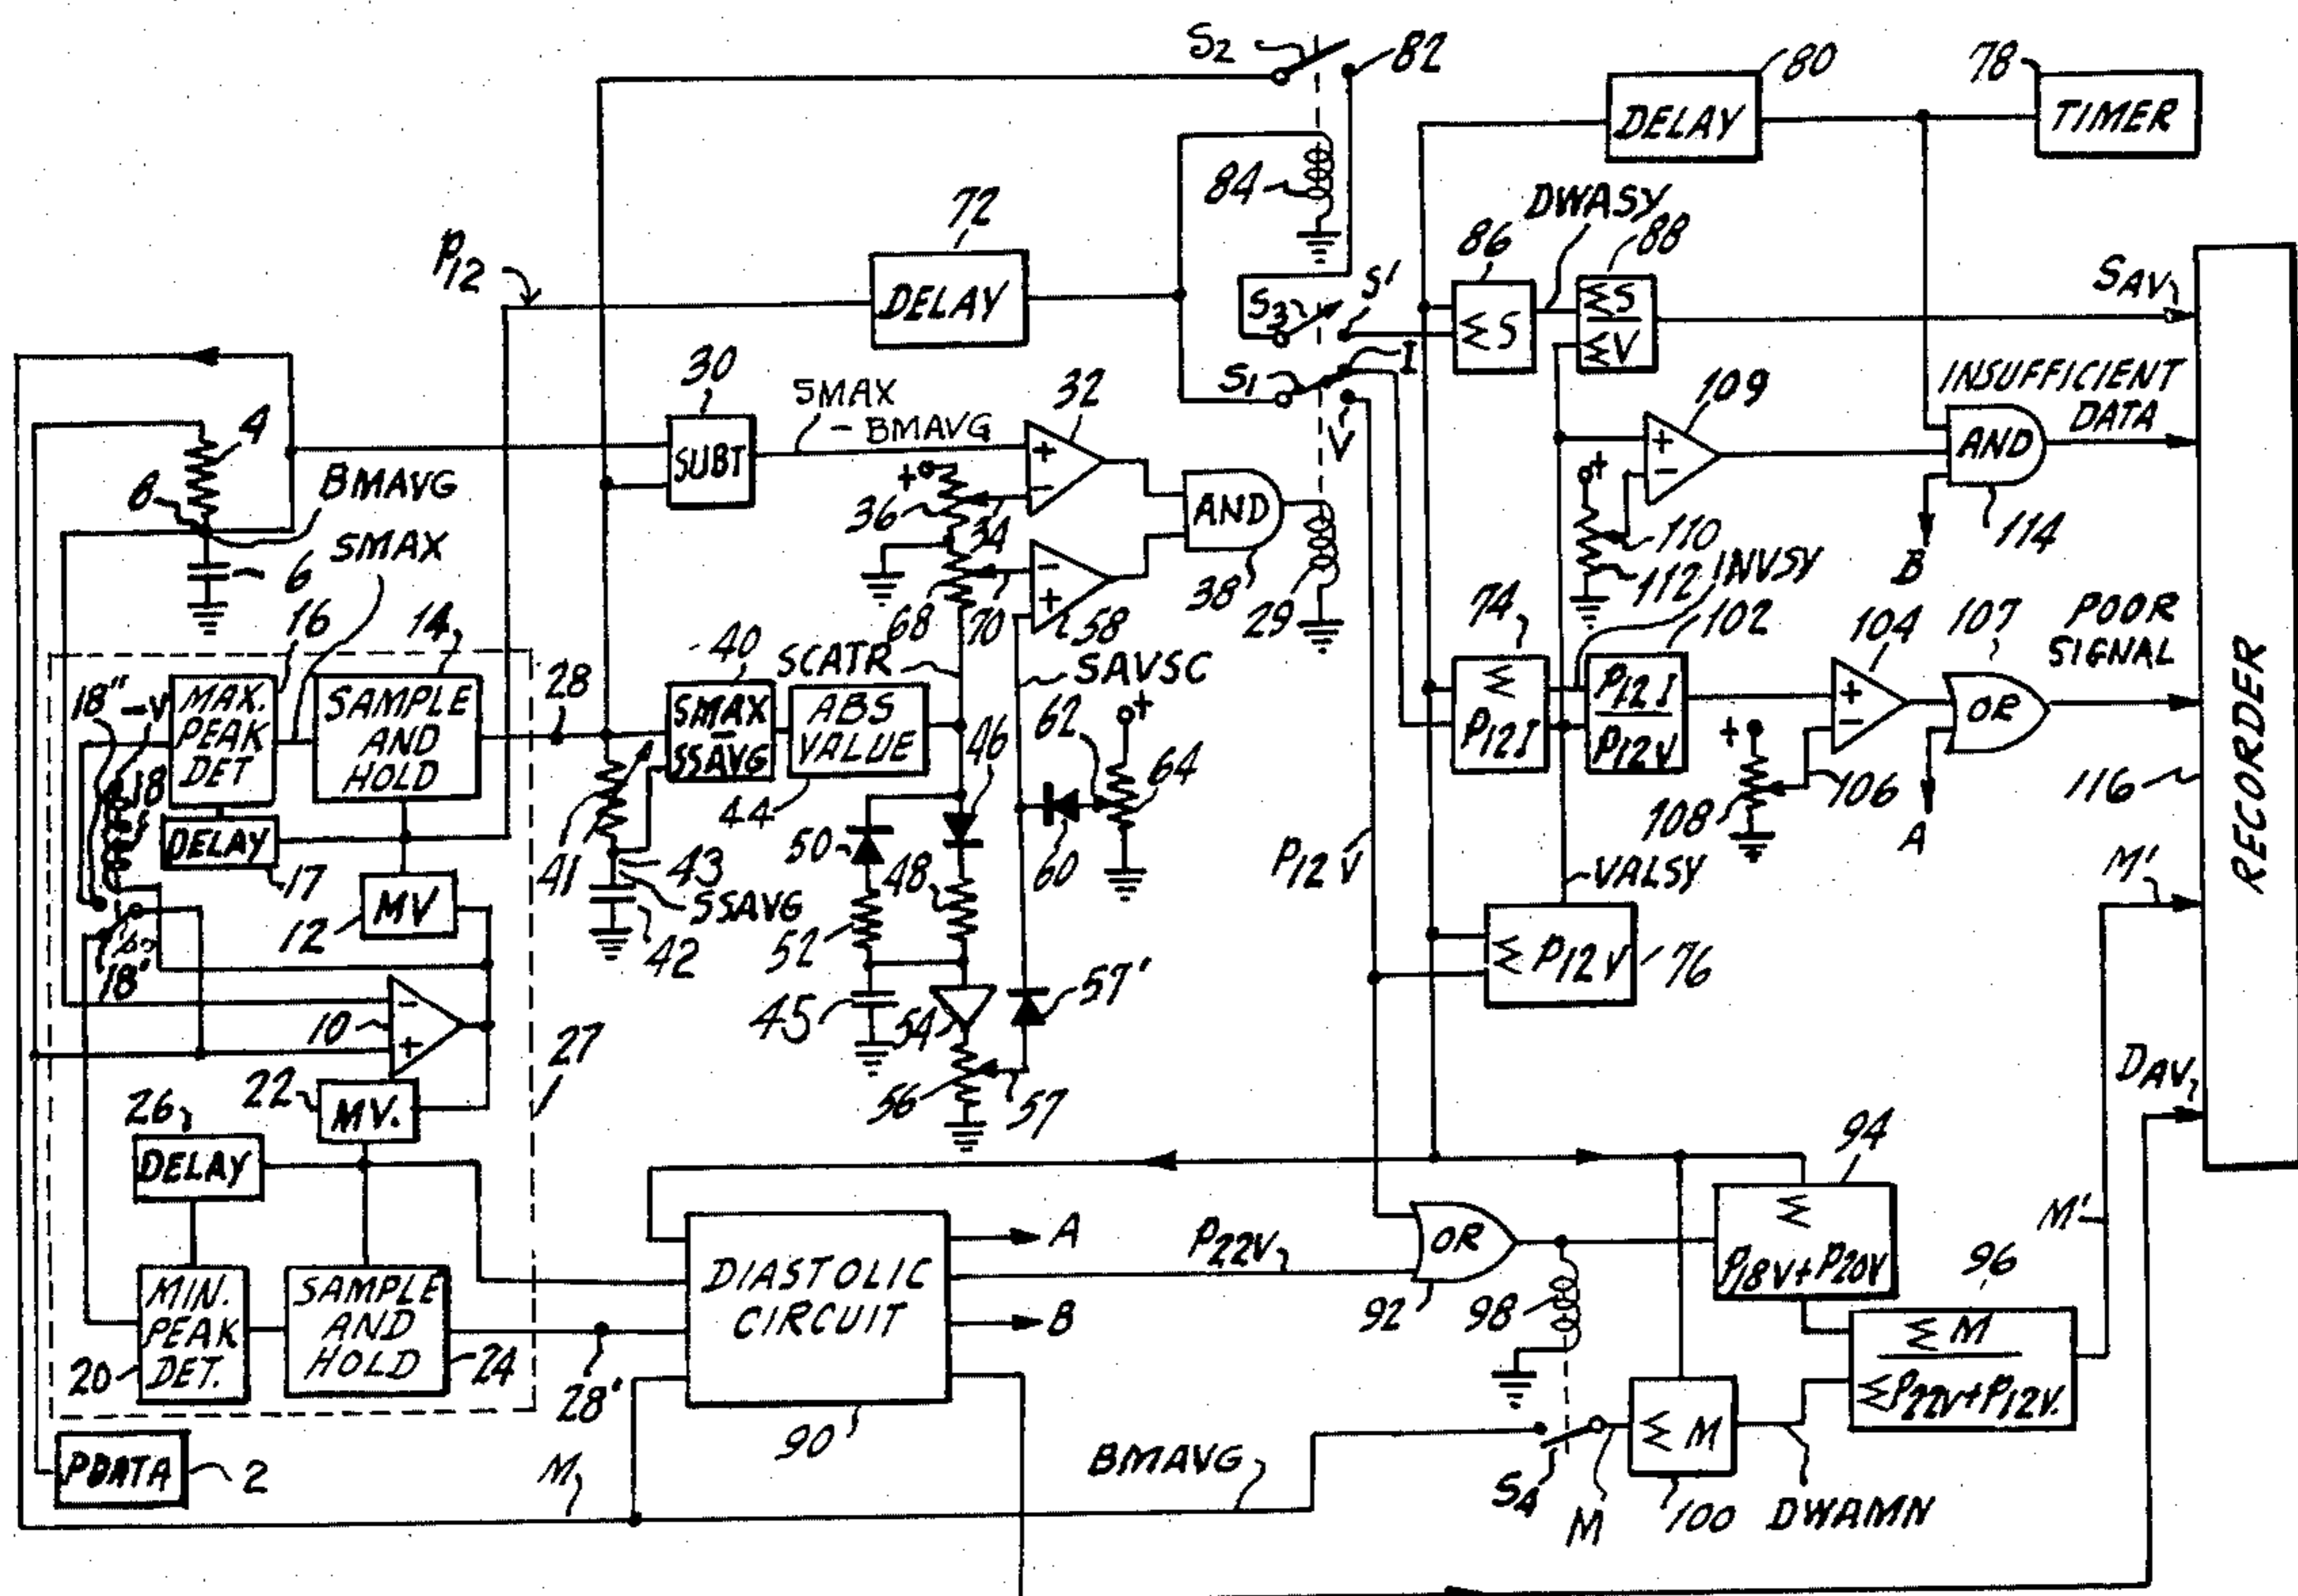 S2
82
80
78
DELAY
TIMER
84
72
DWASY
P12
86
88
DELAY
S3
S'
ΣS
ΣS
ΣV
SAV
30
SMAX
- BMAVG
32
S1
I
V
109
INSUFFICIENT
DATA
4
8
BMAVG
SUBT
+
-
+
36
34
AND
+
-
AND
SMAX
6
68
70
-
+
58
38
29
+
110
112
B
114
INVSY
16
14
40
SCATR
SAVSC
74
102
104
107
POOR
SIGNAL
18"
-V
MAX.
PEAK
DET
SAMPLE
AND
HOLD
28
SMAX
-
SSAVG
ABS
VALUE
62
+
46
64
Σ
P12I
P12I
P12V
+
-
OR
+
18
DELAY
17
41
44
50
60
108
106
A
116
RECORDER
43
SSAVG
48
P12V
VALSY
M'
12
MV
42
52
ΣP12V
76
18'
-
10
+
45
54
57'
27
56
57
DAV
26
22
MV.
DELAY
94
Σ
P18V+P20V
M'
A
P22V
OR
92
98
96
MIN.
PEAK
DET.
SAMPLE
AND
HOLD
DIASTOLIC
CIRCUIT
B
ΣM
ΣP22V+P12V.
20
24
28'
90
PDATA
2
M
BMAVG
S4
M
ΣM
100
DWAMN